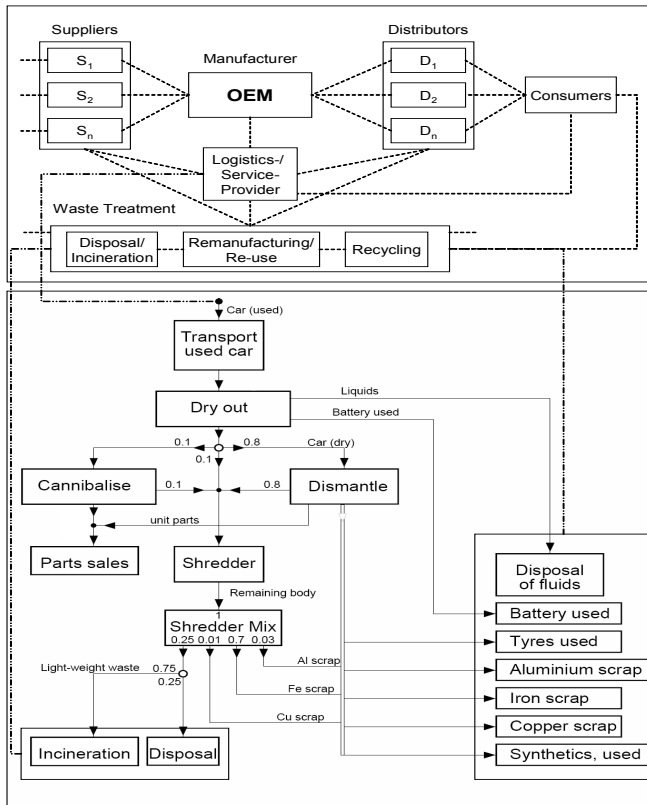 Suppliers
Distributors
Manufacturer
S1
S2
Sn
OEM
D1
D2
Dn
Consumers
Logistics-/
Service-
Provider
Waste Treatment
Disposal/
Incineration
Remanufacturing/
Re-use
Recycling
Car (used)
Transport
used car
Liquids
Dry out
Battery used
0.1
0.8
Car (dry)
0.1
Cannibalise
0.1
0.8
Dismantle
unit parts
Parts sales
Shredder
Disposal
of fluids
Remaining body
Battery used
1
Shredder Mix
0.25 0.01 0.7 0.03
Tyres used
Al scrap
Aluminium scrap
Light-weight waste
0.75
0.25
Fe scrap
Iron scrap
Cu scrap
Copper scrap
Incineration
Disposal
Synthetics, used